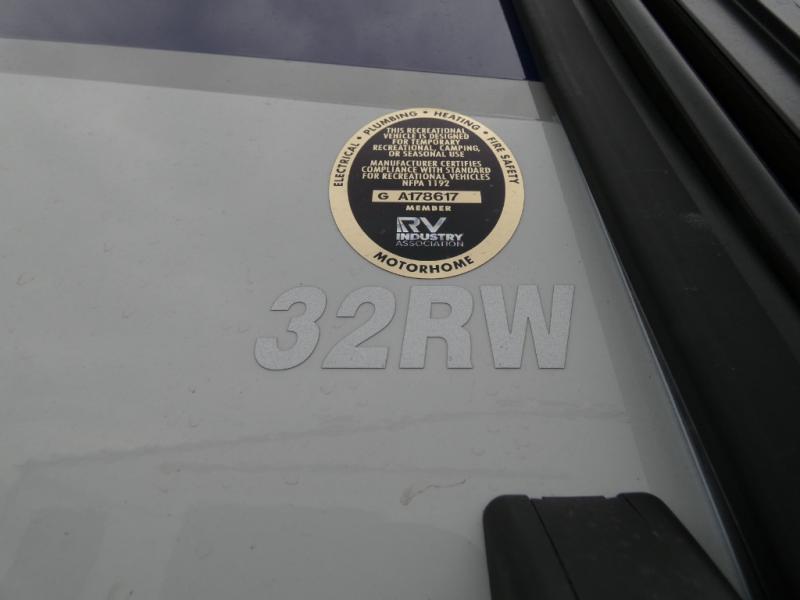 ELECTRICAL • PLUMBING • HEATING • FIRE SAFETY
THIS RECREATIONAL
VEHICLE IS DESIGNED
FOR TEMPORARY
RECREATIONAL, CAMPING,
OR SEASONAL USE
MANUFACTURER CERTIFIES
COMPLIANCE WITH STANDARD
FOR RECREATIONAL VEHICLES
NFPA 1192
G A178617
MEMBER
RV
INDUSTRY
ASSOCIATION
MOTORHOME
32RW